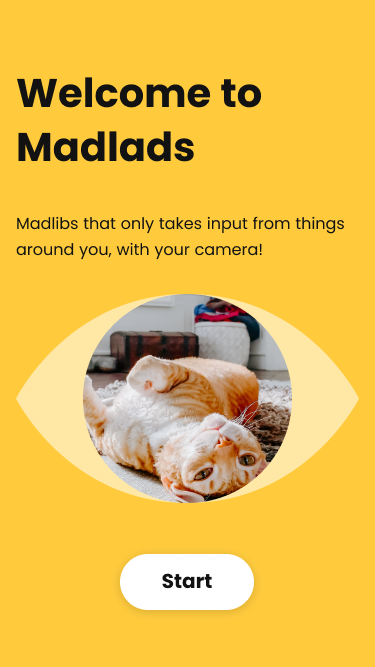 Welcome to
Madlads
Madlibs that only takes input from things
around you, with your camera!
Start